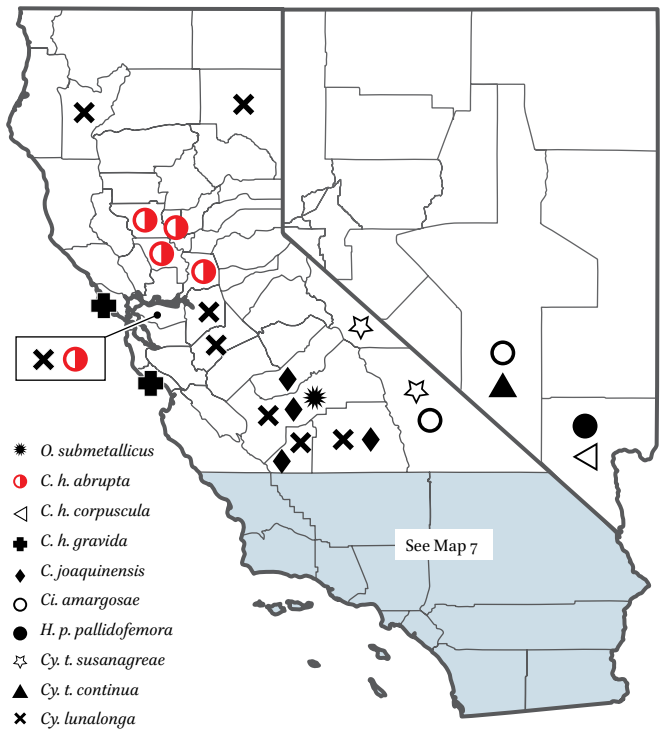 See Map 7
O. submetallicus
C. h. abrupta
C. h. corpuscula
C. h. gravida
C. joaquinensis
Ci. amargosae
H. p. pallidofemora
Cy. t. susanagreae
Cy. t. continua
Cy. lunalonga